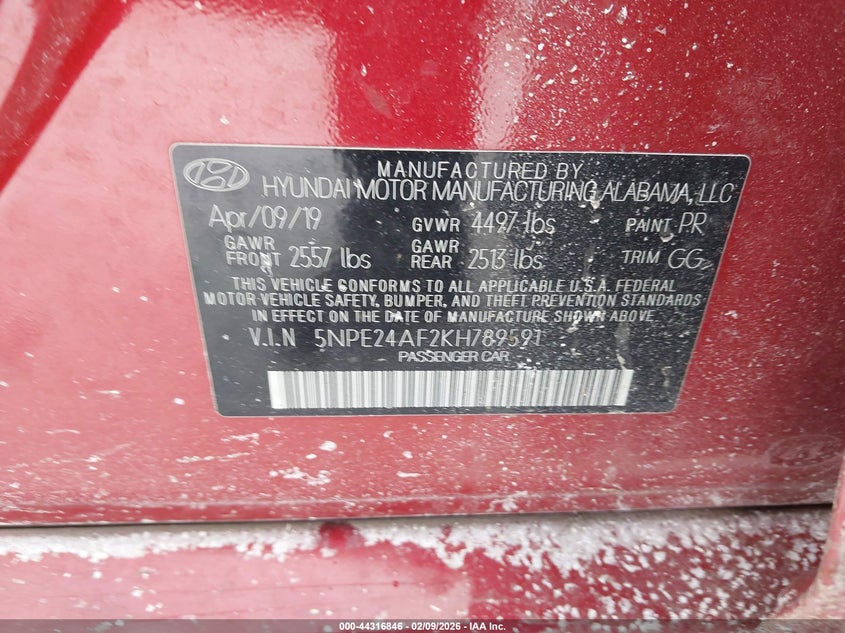 MANUFACTURED BY
HYUNDAI MOTOR MANUFACTURING ALABAMA, LLC
Apr/09/19 GVWR 4497 lbs PAINT PR
GAWR FRONT 2557 lbs GAWR REAR 2513 lbs TRIM GG
THIS VEHICLE CONFORMS TO ALL APPLICABLE U.S.A. FEDERAL
MOTOR VEHICLE SAFETY, BUMPER, AND THEFT PREVENTION STANDARDS
IN EFFECT ON THE DATE OF MANUFACTURE SHOWN ABOVE.
V.I.N 5NPE24AF2KH789591
PASSENGER CAR
©IAA: 000-44316846 - 02/09/2026 - IAA Inc.